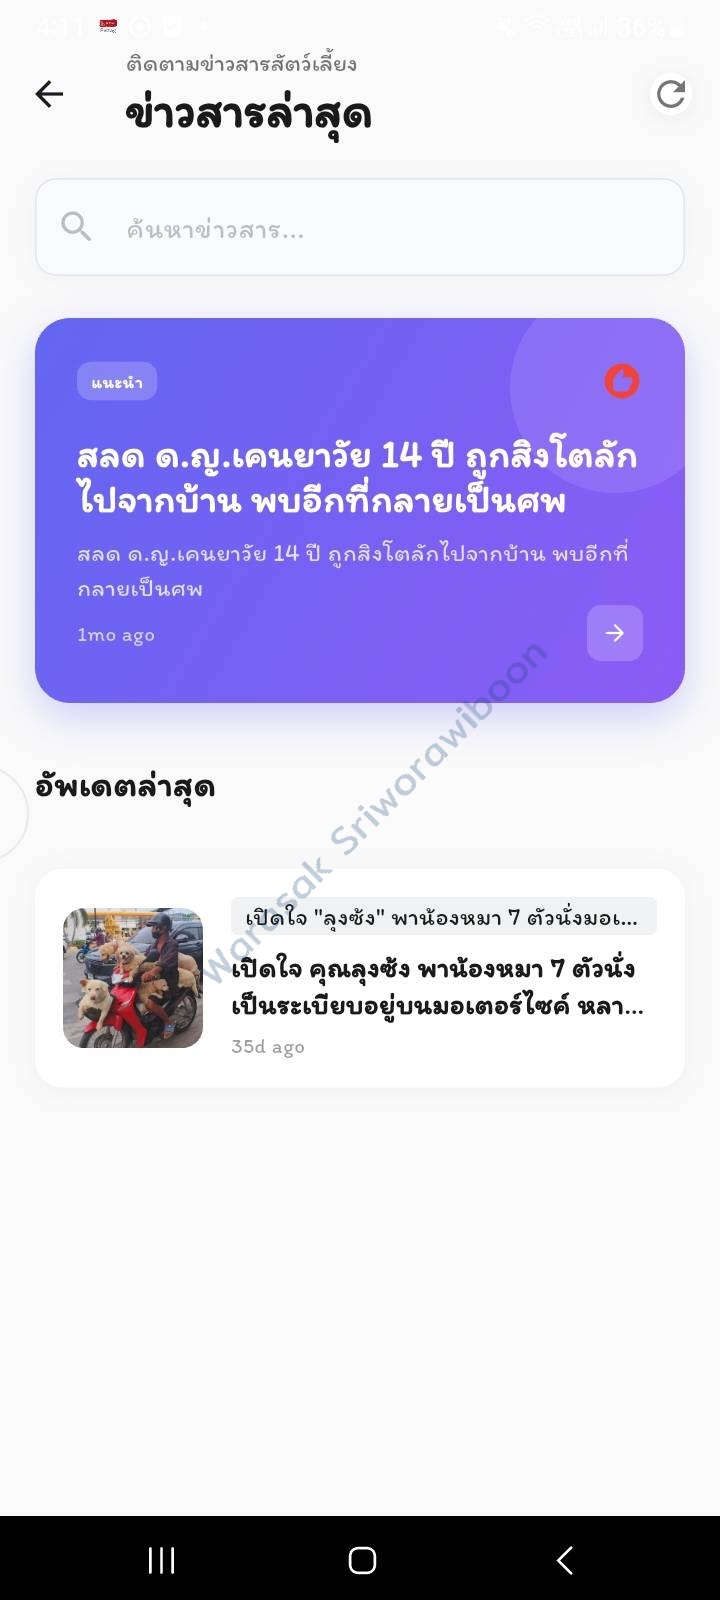 4:11
36%
ติดตามข่าวสารสัตว์เลี้ยง
ข่าวสารล่าสุด
ค้นหาข่าวสาร...
แนะนำ
สลด ด.ญ.เคนยาวัย 14 ปี ถูกสิงโตลัก
ไปจากบ้าน พบอีกที่กลายเป็นศพ
สลด ด.ญ.เคนยาวัย 14 ปี ถูกสิงโตลักไปจากบ้าน พบอีกที่
กลายเป็นศพ
1mo ago
Warasak Sriworawiboon
อัพเดตล่าสุด
เปิดใจ "ลุงซ้ง" พาน้องหมา 7 ตัวนั่งมอเ...
เปิดใจ คุณลุงซ้ง พาน้องหมา 7 ตัวนั่ง
เป็นระเบียบอยู่บนมอเตอร์ไซค์ หลา...
35d ago